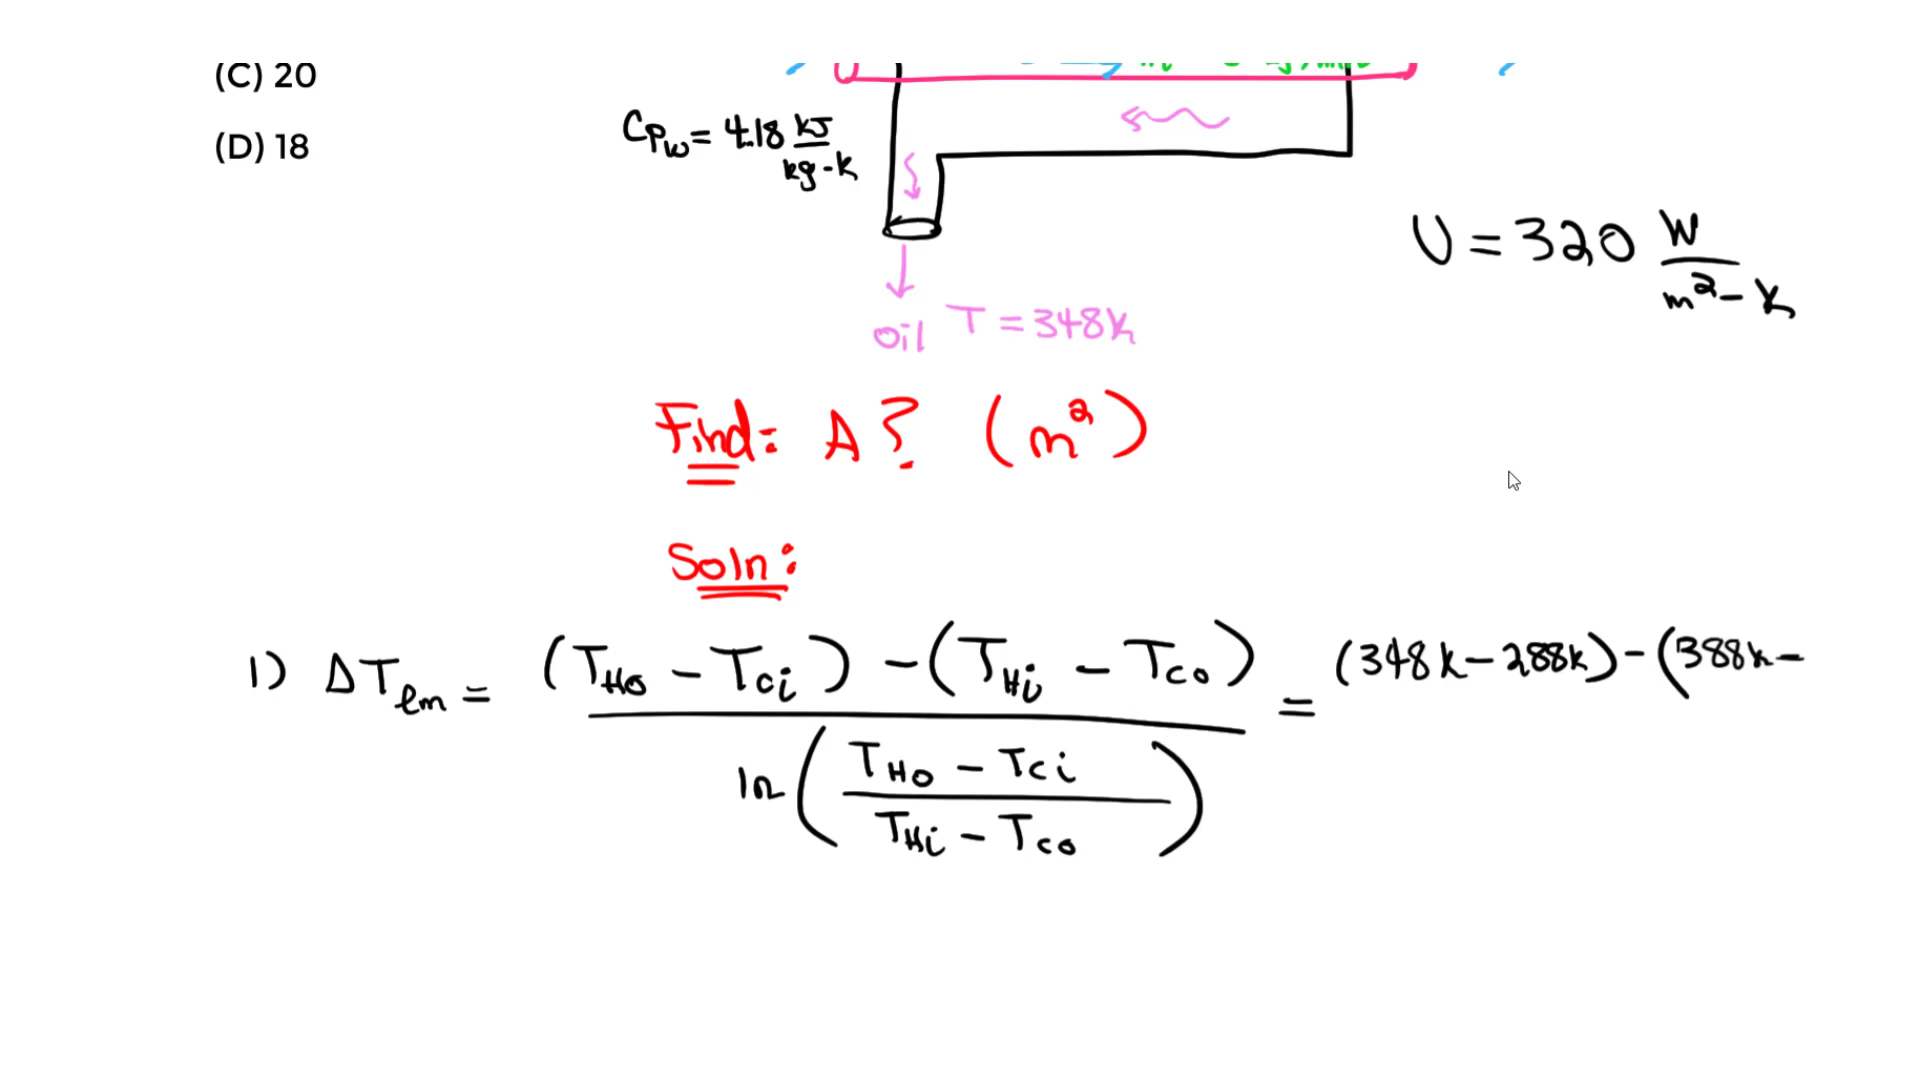 (C) 20
(D) 18
CPw = 4.18 kJ/kg-k
U = 320 W/m²-k
oil T = 348k
Find: A? (m²)
Soln:
1) ΔTlm = (THo - TCi) - (THi - TCo) / ln(THo - TCi / THi - TCo) = (348k - 288k) - (388k -